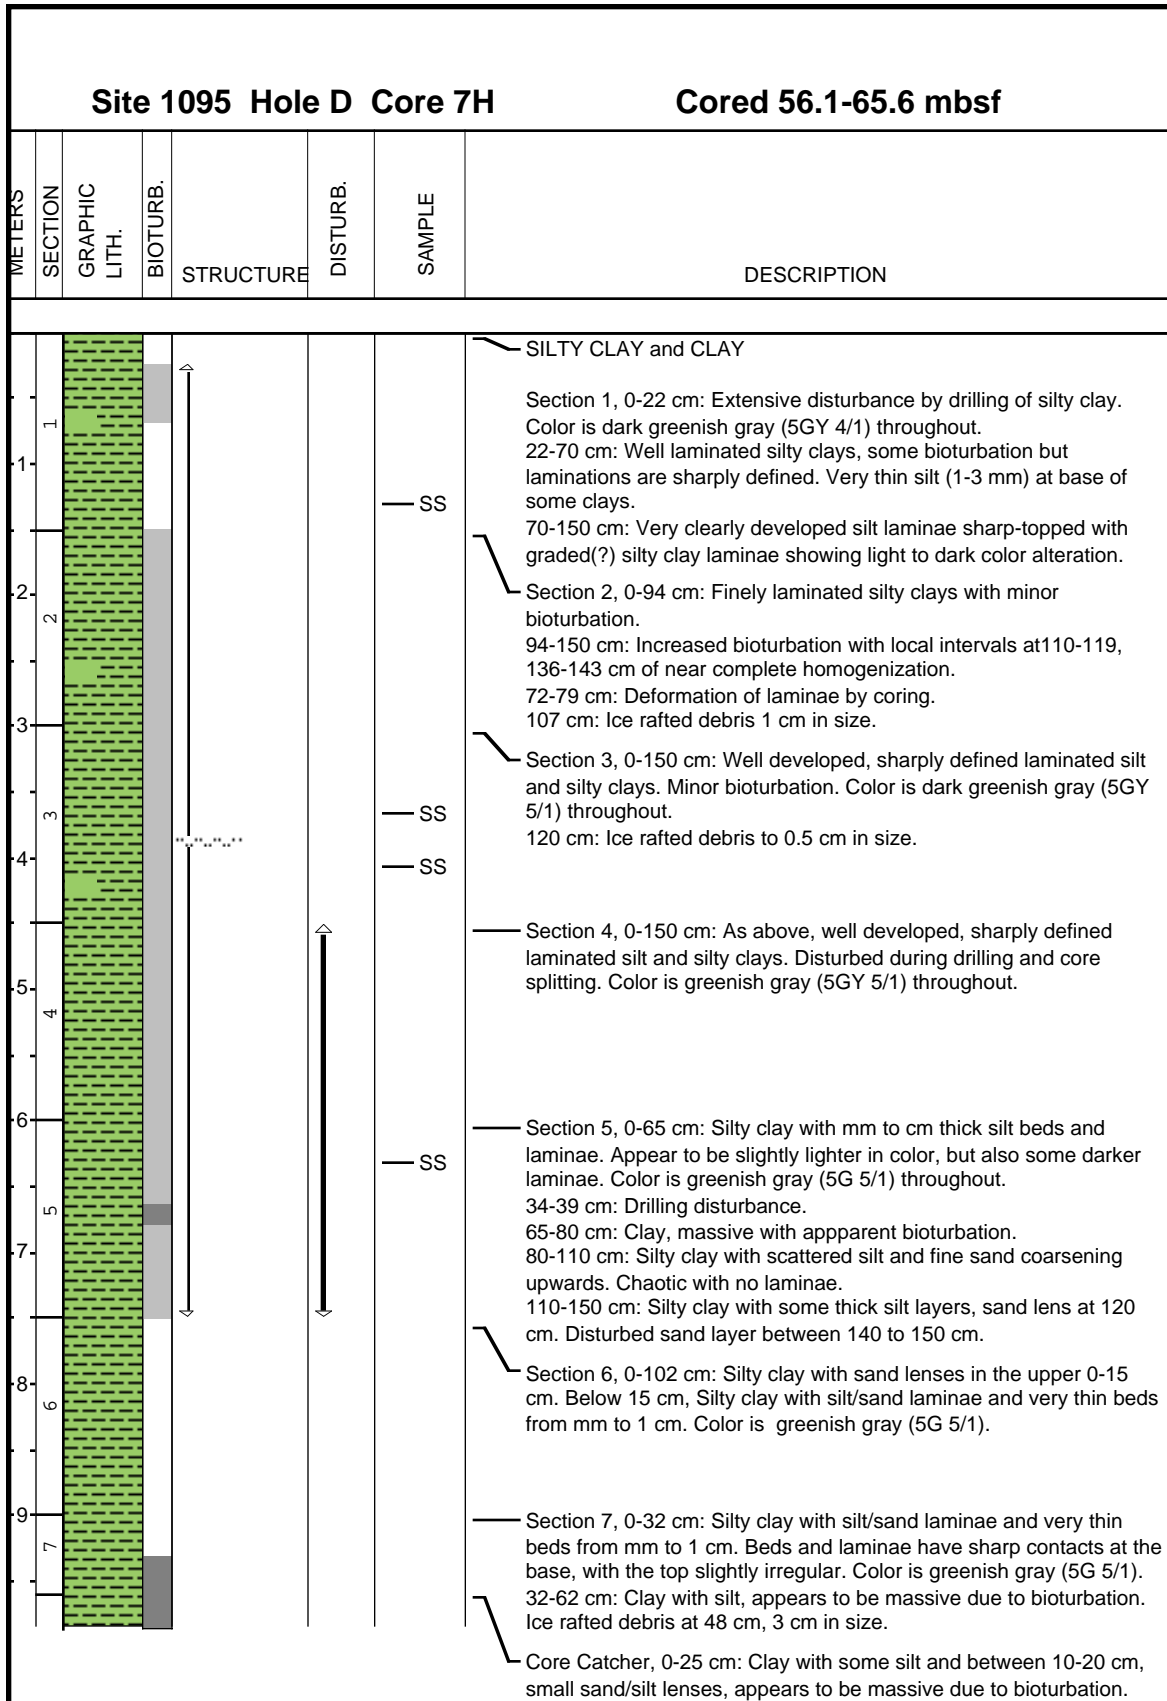 Site 1095 Hole D Core 7H Cored 56.1-65.6 mbsf
METERS
SECTION
GRAPHIC
LITH.
BIOTURB.
STRUCTURE
DISTURB.
SAMPLE
DESCRIPTION
1
2
3
4
5
6
7
8
9
1
2
3
4
5
6
7
SS
SS
SS
SS
SILTY CLAY and CLAY
Section 1, 0-22 cm: Extensive disturbance by drilling of silty clay.
Color is dark greenish gray (5GY 4/1) throughout.
22-70 cm: Well laminated silty clays, some bioturbation but
laminations are sharply defined. Very thin silt (1-3 mm) at base of
some clays.
70-150 cm: Very clearly developed silt laminae sharp-topped with
graded(?) silty clay laminae showing light to dark color alteration.
Section 2, 0-94 cm: Finely laminated silty clays with minor
bioturbation.
94-150 cm: Increased bioturbation with local intervals at110-119,
136-143 cm of near complete homogenization.
72-79 cm: Deformation of laminae by coring.
107 cm: Ice rafted debris 1 cm in size.
Section 3, 0-150 cm: Well developed, sharply defined laminated silt
and silty clays. Minor bioturbation. Color is dark greenish gray (5GY
5/1) throughout.
120 cm: Ice rafted debris to 0.5 cm in size.
Section 4, 0-150 cm: As above, well developed, sharply defined
laminated silt and silty clays. Disturbed during drilling and core
splitting. Color is greenish gray (5GY 5/1) throughout.
Section 5, 0-65 cm: Silty clay with mm to cm thick silt beds and
laminae. Appear to be slightly lighter in color, but also some darker
laminae. Color is greenish gray (5G 5/1) throughout.
34-39 cm: Drilling disturbance.
65-80 cm: Clay, massive with appparent bioturbation.
80-110 cm: Silty clay with scattered silt and fine sand coarsening
upwards. Chaotic with no laminae.
110-150 cm: Silty clay with some thick silt layers, sand lens at 120
cm. Disturbed sand layer between 140 to 150 cm.
Section 6, 0-102 cm: Silty clay with sand lenses in the upper 0-15
cm. Below 15 cm, Silty clay with silt/sand laminae and very thin beds
from mm to 1 cm. Color is greenish gray (5G 5/1).
Section 7, 0-32 cm: Silty clay with silt/sand laminae and very thin
beds from mm to 1 cm. Beds and laminae have sharp contacts at the
base, with the top slightly irregular. Color is greenish gray (5G 5/1).
32-62 cm: Clay with silt, appears to be massive due to bioturbation.
Ice rafted debris at 48 cm, 3 cm in size.
Core Catcher, 0-25 cm: Clay with some silt and between 10-20 cm,
small sand/silt lenses, appears to be massive due to bioturbation.